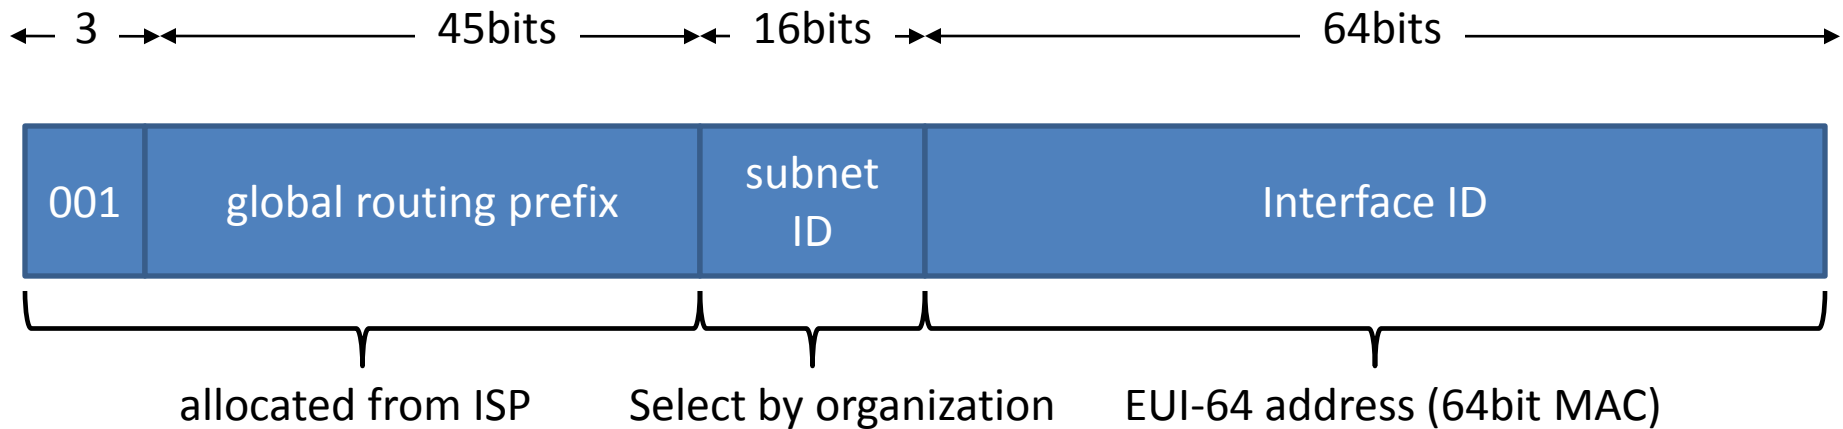 3
45bits
16bits
64bits
001
global routing prefix
subnet
ID
Interface ID
allocated from ISP
Select by organization
EUI-64 address (64bit MAC)